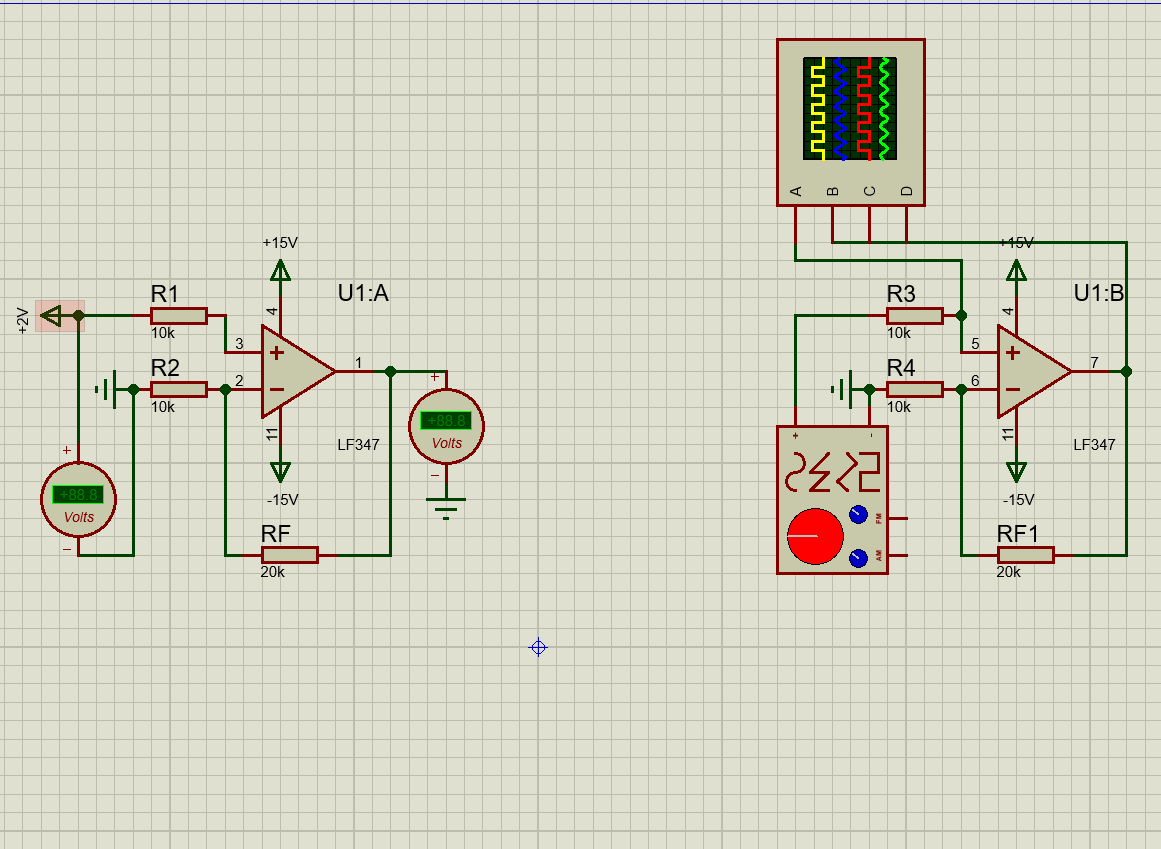 A B C D
+15V
U1:A
+2V
R1
10k
4
3
R2
10k
2
1
11
LF347
-15V
+
+88.8
Volts
+
+88.8
Volts
RF
20k
+15V
U1:B
R3
10k
4
5
R4
10k
6
7
11
LF347
-15V
FM
AM
RF1
20k